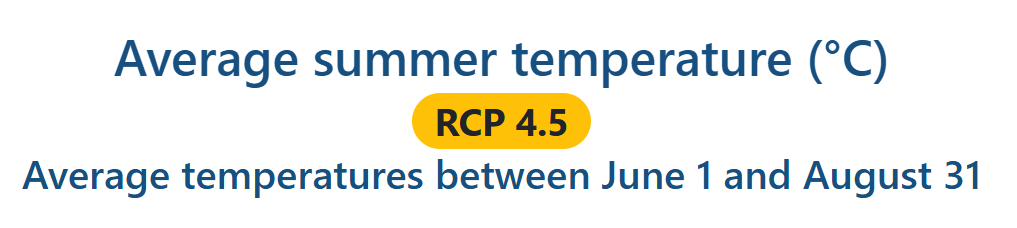 Average summer temperature (°C)
RCP 4.5
Average temperatures between June 1 and August 31